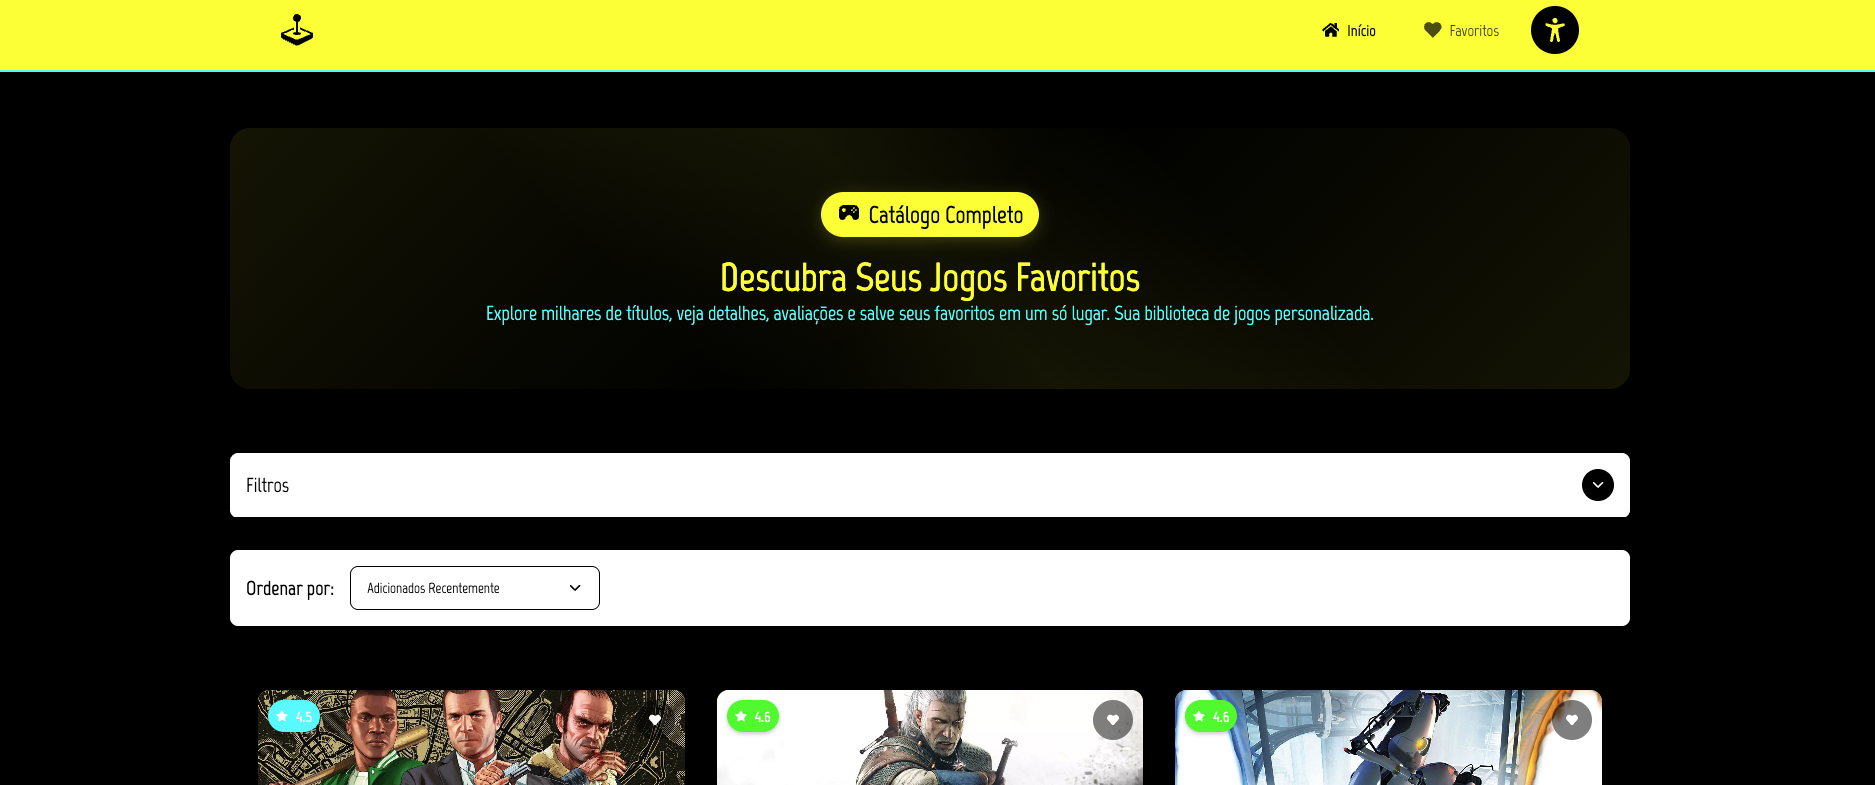 Início
Favoritos
Catálogo Completo
Descubra Seus Jogos Favoritos
Explore milhares de títulos, veja detalhes, avaliações e salve seus favoritos em um só lugar. Sua biblioteca de jogos personalizada.
Filtros
Ordenar por:
Adicionados Recentemente
4.5
4.6
4.6